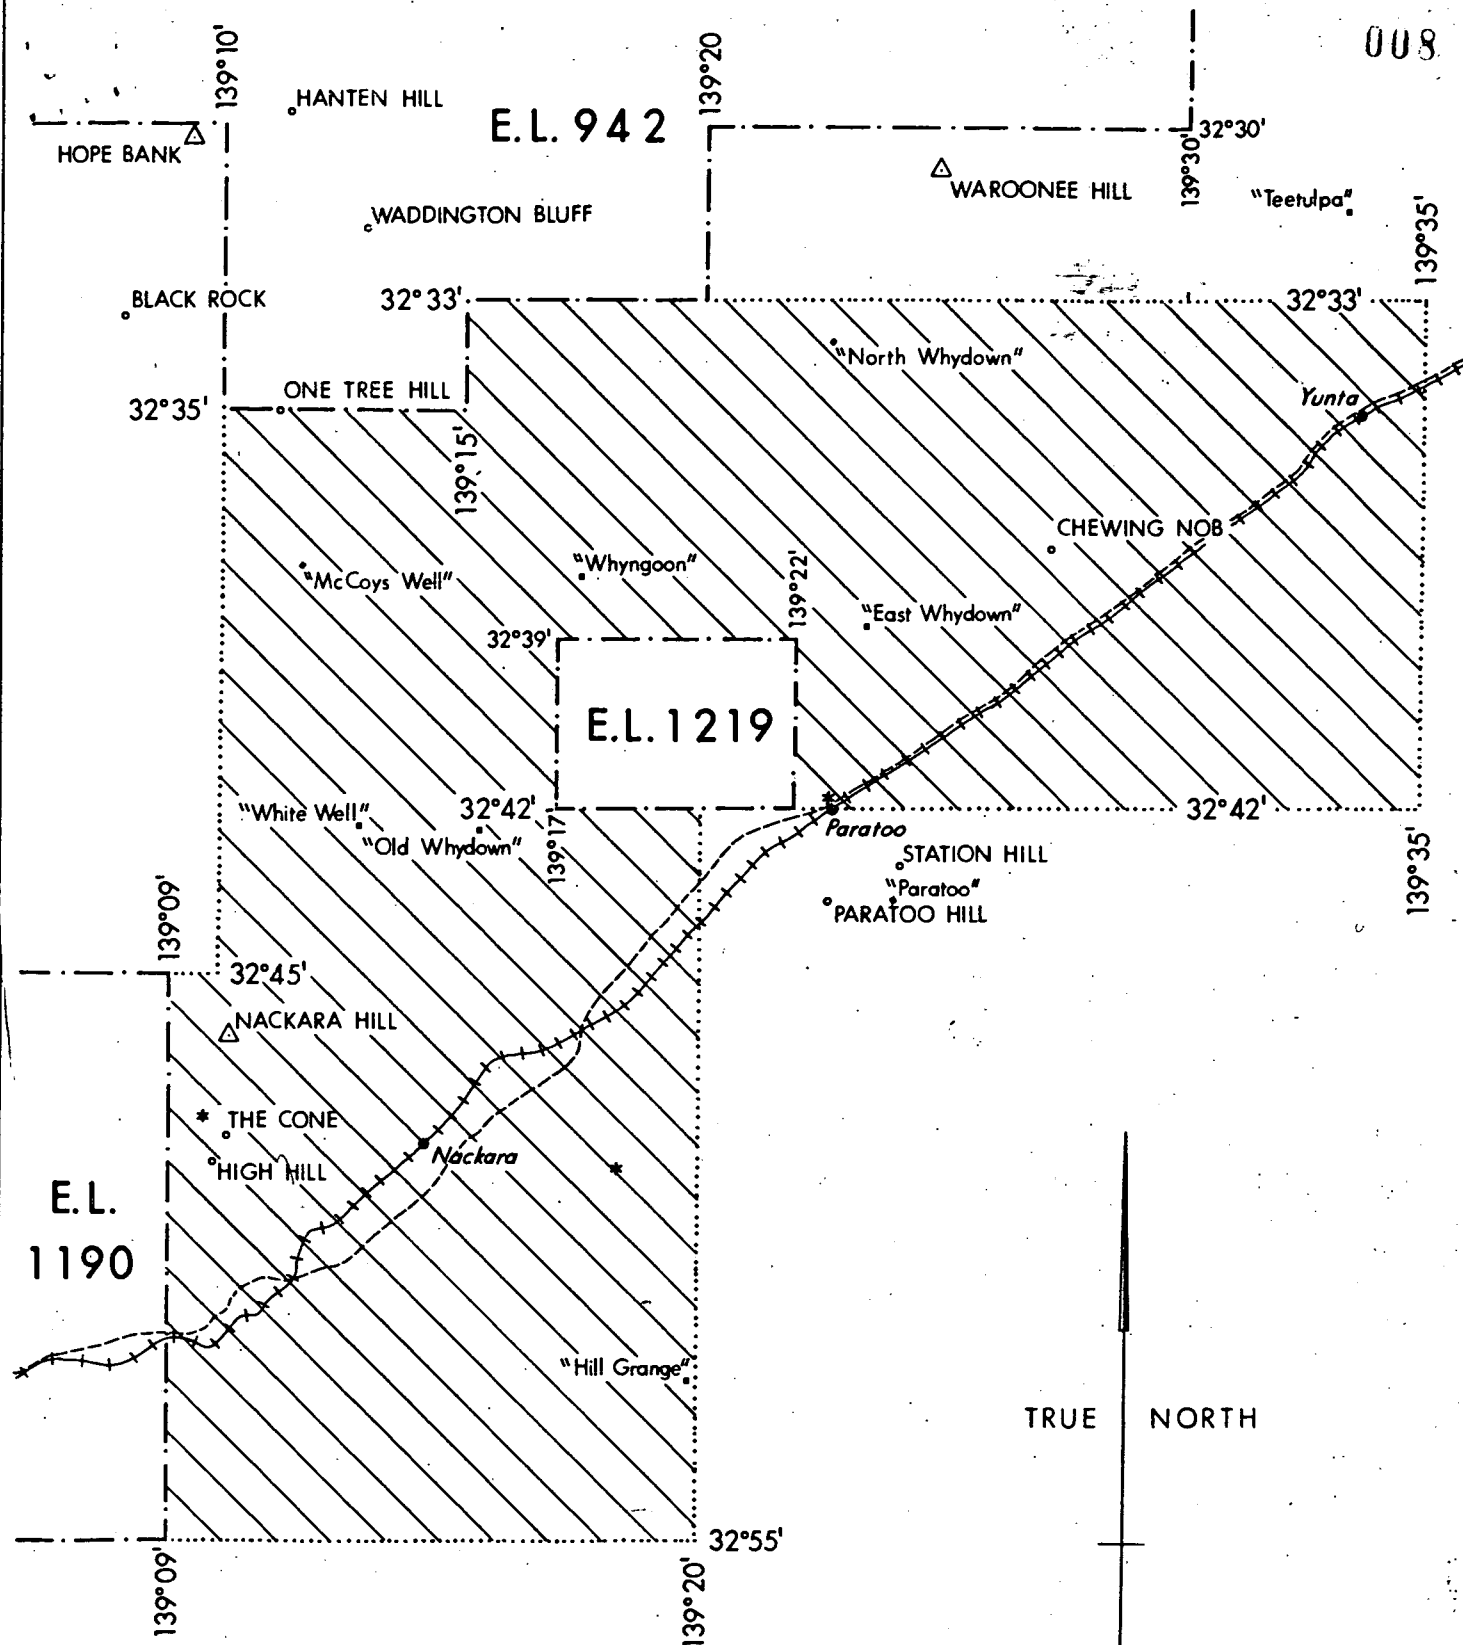 008
139°10'
139°20
HANTEN HILL
E.L. 942
32°30'
HOPE BANK
139°30'
WAROONEE HILL
"Teetulpa"
WADDINGTON BLUFF
139°35'
BLACK ROCK
32°33'
32°33'
"North Whydown"
ONE TREE HILL
Yunta
32°35'
139°15'
CHEWING NOB
"Whyngoon"
139°22'
"McCoys Well"
"East Whydown"
32°39'
E.L. 1219
"White Well"
32°42'
32°42'
Paratoo
"Old Whydown"
139°17'
STATION HILL
139°35'
"Paratoo"
PARATOO HILL
139°09'
32°45'
NACKARA HILL
THE CONE
Nackara
HIGH HILL
E.L.
1190
"Hill Grange"
TRUE NORTH
32°55'
139°09'
139°20'